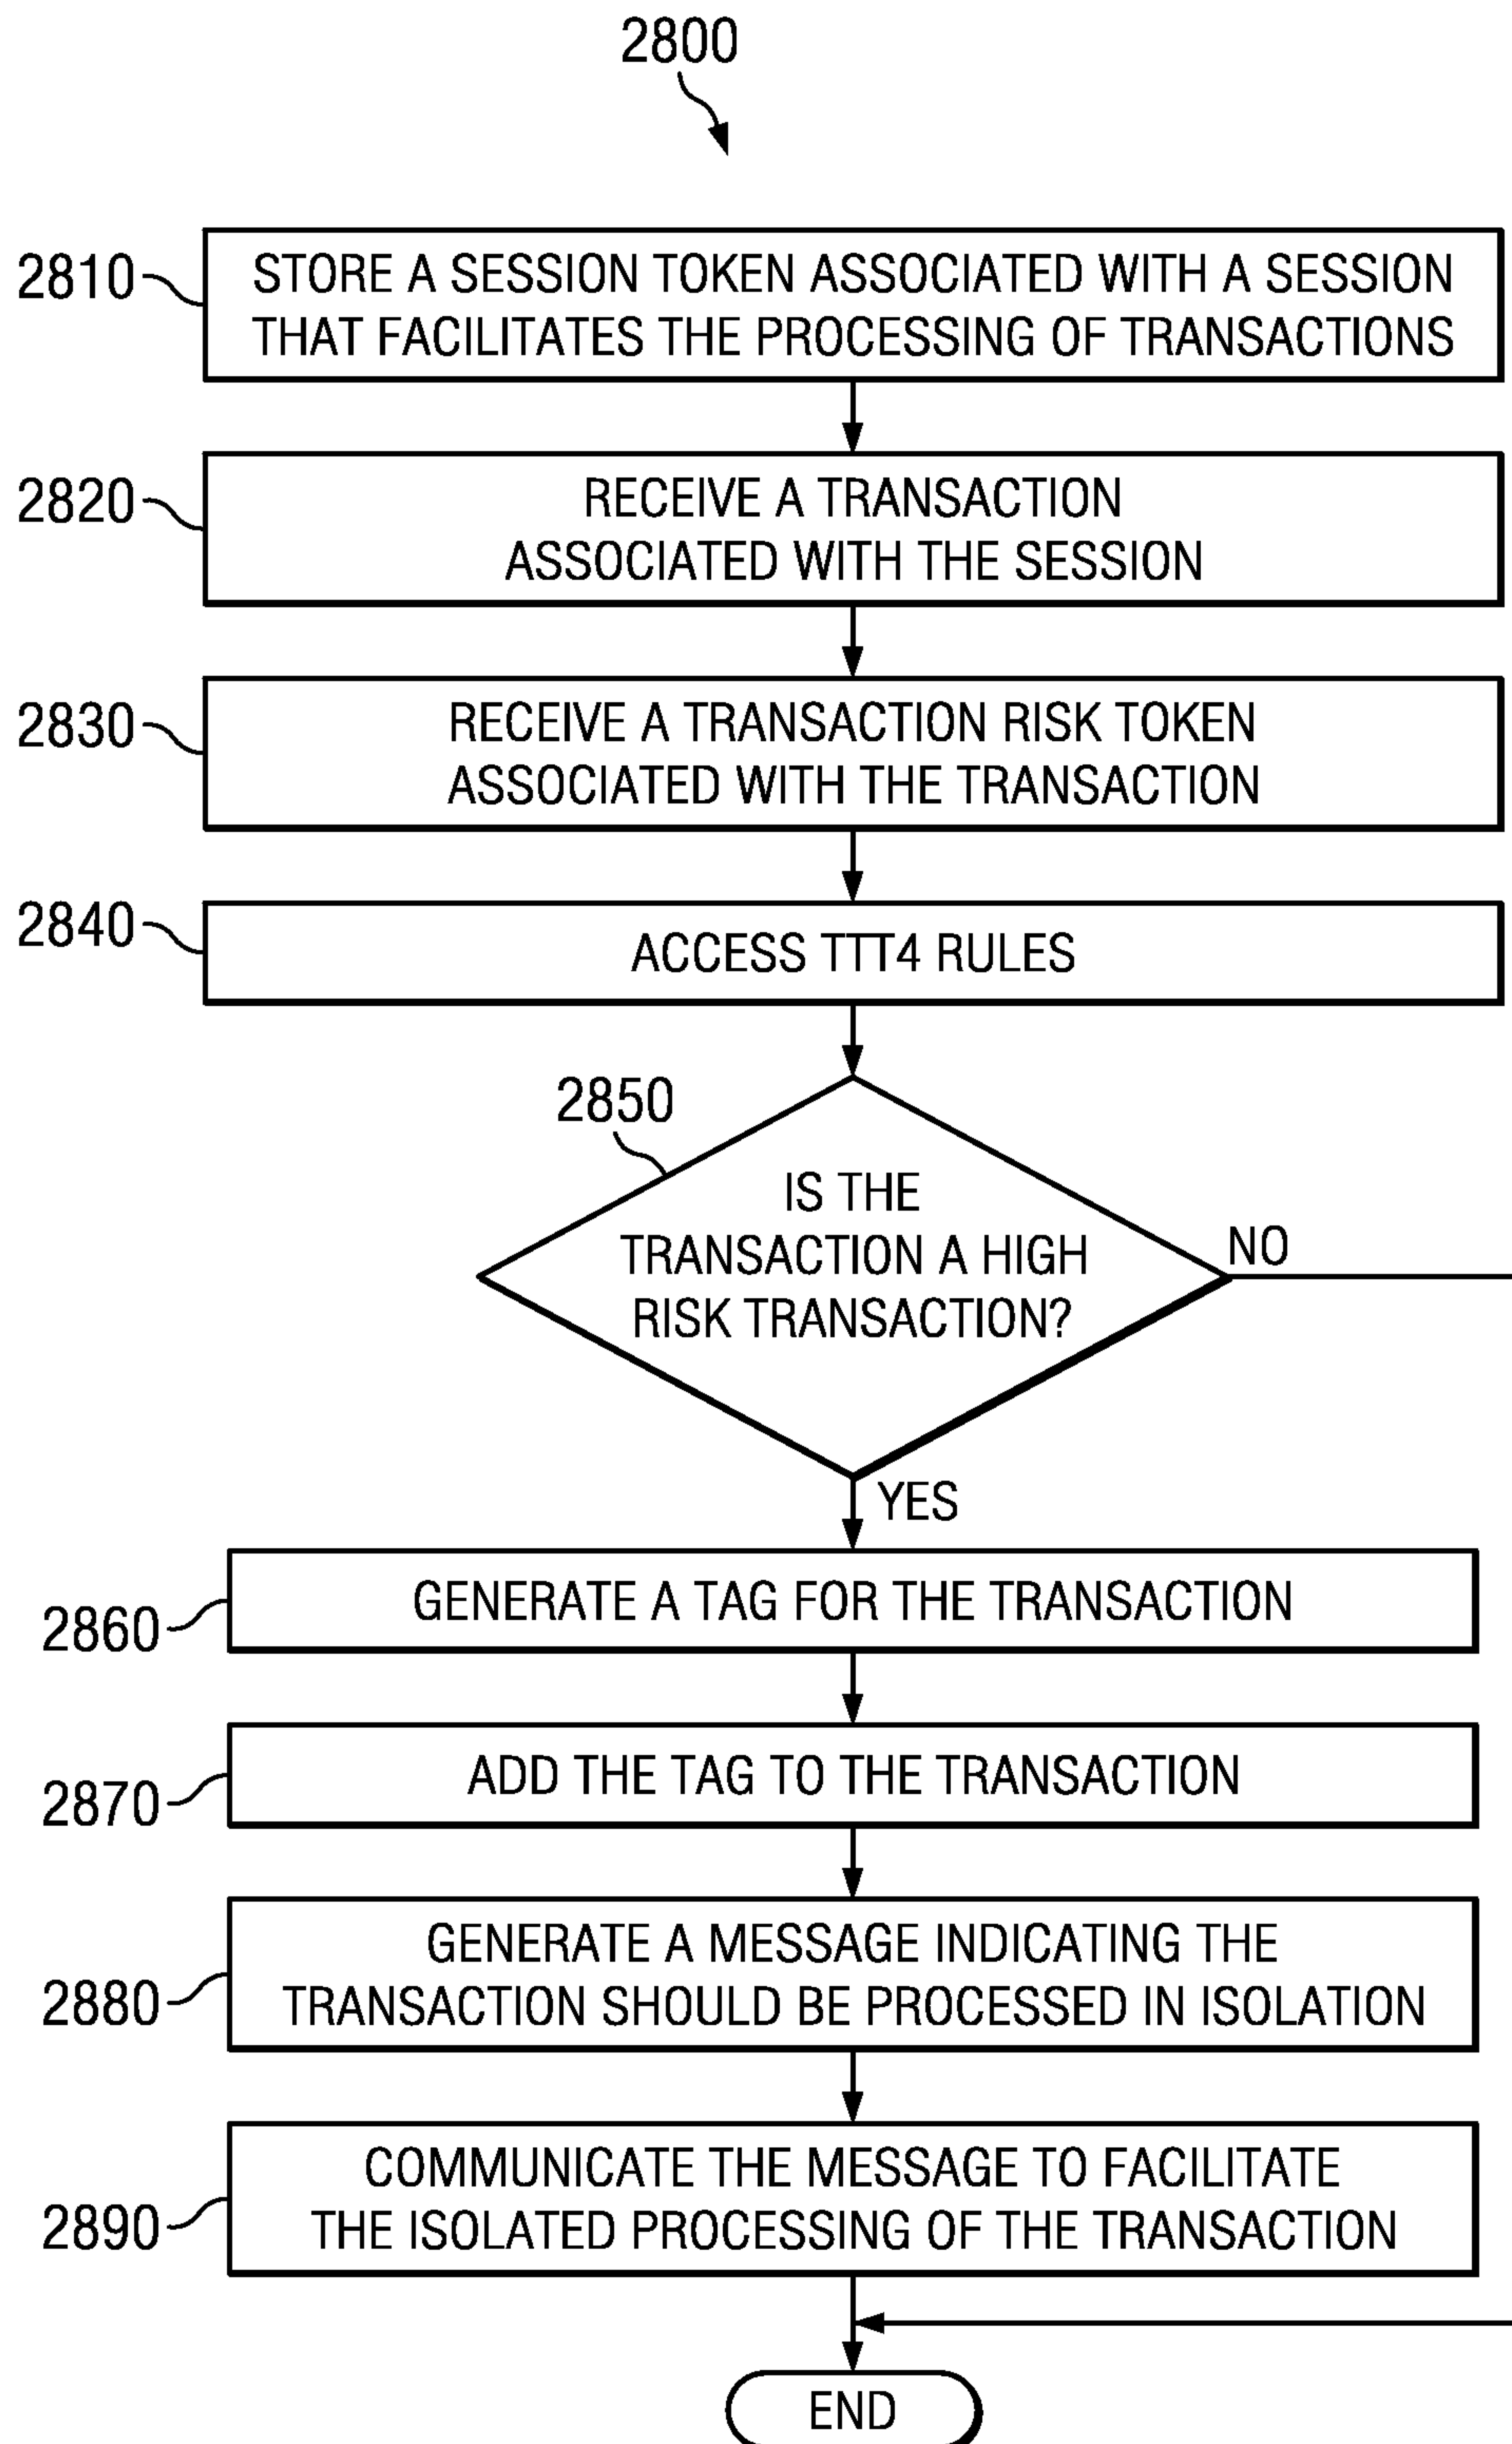 2800
2810
STORE A SESSION TOKEN ASSOCIATED WITH A SESSION
THAT FACILITATES THE PROCESSING OF TRANSACTIONS
2820
RECEIVE A TRANSACTION
ASSOCIATED WITH THE SESSION
2830
RECEIVE A TRANSACTION RISK TOKEN
ASSOCIATED WITH THE TRANSACTION
2840
ACCESS TTT4 RULES
2850
IS THE
TRANSACTION A HIGH
RISK TRANSACTION?
NO
YES
2860
GENERATE A TAG FOR THE TRANSACTION
2870
ADD THE TAG TO THE TRANSACTION
2880
GENERATE A MESSAGE INDICATING THE
TRANSACTION SHOULD BE PROCESSED IN ISOLATION
2890
COMMUNICATE THE MESSAGE TO FACILITATE
THE ISOLATED PROCESSING OF THE TRANSACTION
END